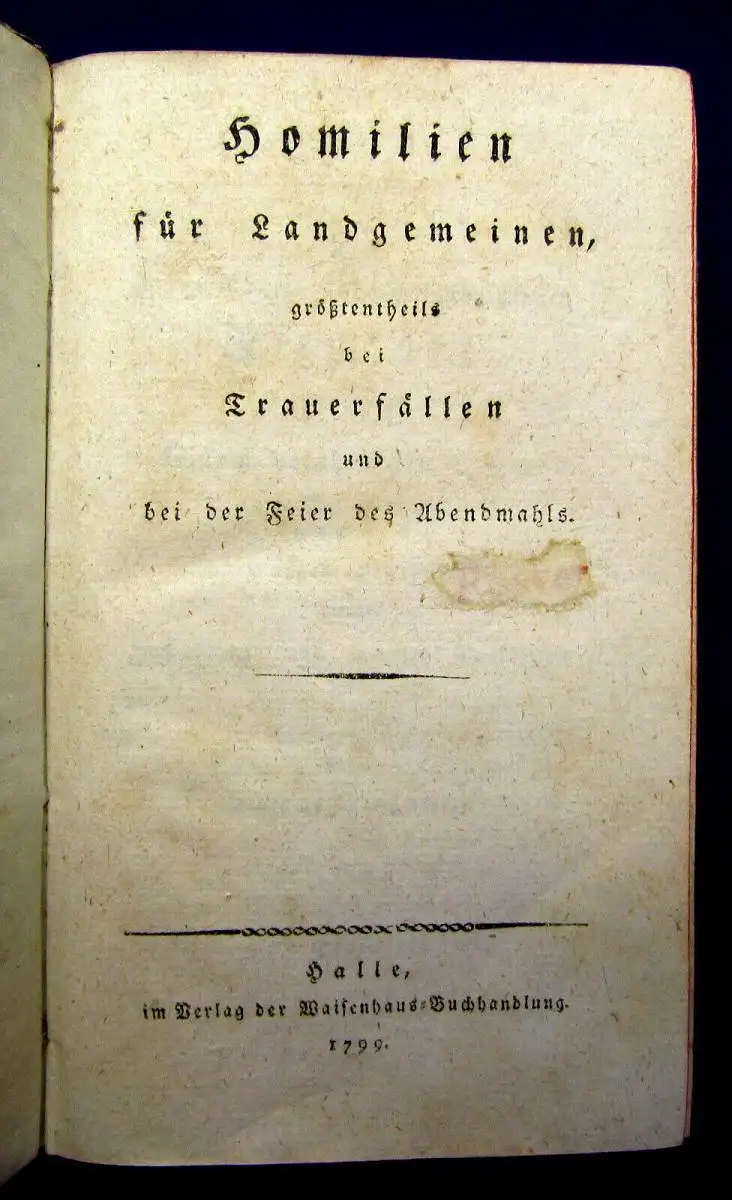 Homilien
für Landgemeinen,
größtentheils
bei
Trauerfällen
und
bei der Feier des Abendmahls.
Halle,
im Verlag der Waisenhaus-Buchhandlung.
1799.